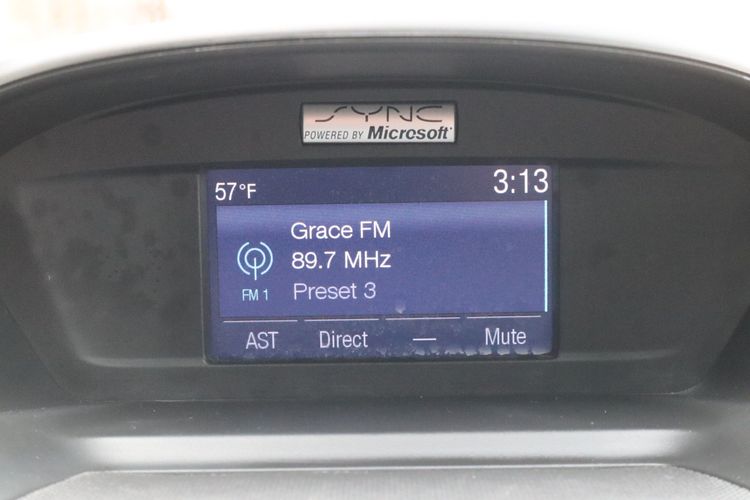 SYNC
POWERED BY Microsoft
57°F 3:13
Grace FM
89.7 MHz
FM 1 Preset 3
AST Direct — Mute